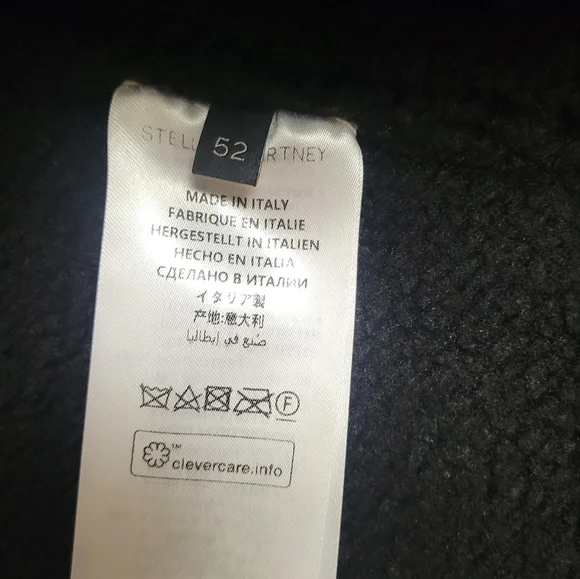 STELL RTNEY
52
MADE IN ITALY
FABRIQUE EN ITALIE
HERGESTELLT IN ITALIEN
HECHO EN ITALIA
СДЕЛАНО В ИТАЛИИ
イタリア製
产地:意大利
صنع في إيطاليا
F
TM
clevercare.info